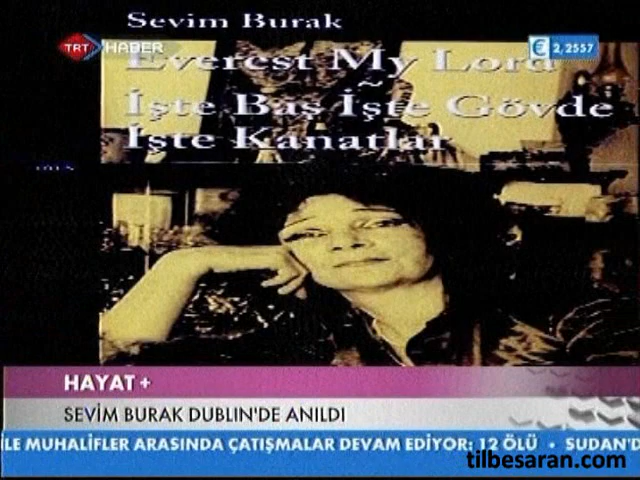 Sevim Burak
TRT HABER
€ 2,2557
Everest My Lord
~
İşte Baş İşte Gövde
İşte Kanatlar
HAYAT+
SEVİM BURAK DUBLIN'DE ANILDI
İLE MUHALİFLER ARASINDA ÇATIŞMALAR DEVAM EDİYOR: 12 ÖLÜ • SUDAN'D
tilbesaran.com